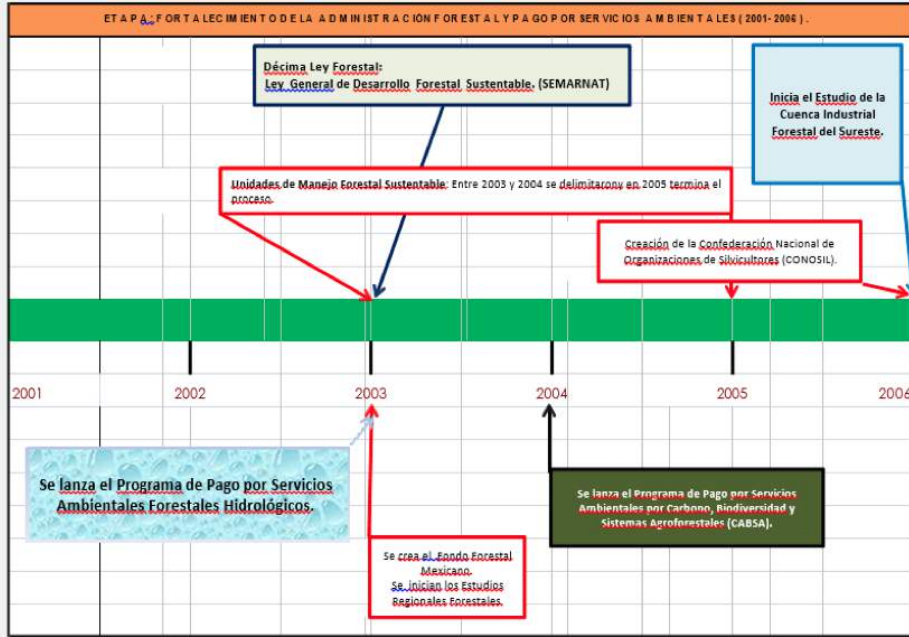 ETAPA: FORTALECIMIENTO DE LA ADMINISTRACIÓN FORESTAL Y PAGO POR SERVICIOS AMBIENTALES (2001-2006).
Décima Ley Forestal:
Ley General de Desarrollo Forestal Sustentable. (SEMARNAT)
Inicia el Estudio de la
Cuenca Industrial
Forestal del Sureste.
Unidades de Manejo Forestal Sustentable: Entre 2003 y 2004 se delimitarony en 2005 termina el
proceso.
Creación de la Confederación Nacional de
Organizaciones de Silvicultores (CONOSIL).
2001
2002
2003
2004
2005
2006
Se lanza el Programa de Pago por Servicios
Ambientales Forestales Hidrológicos.
Se lanza el Programa de Pago por Servicios
Ambientales por Carbono, Biodiversidad y
Sistemas Agroforestales (CABSA).
Se crea el Fondo Forestal
Mexicano.
Se inician los Estudios
Regionales Forestales.